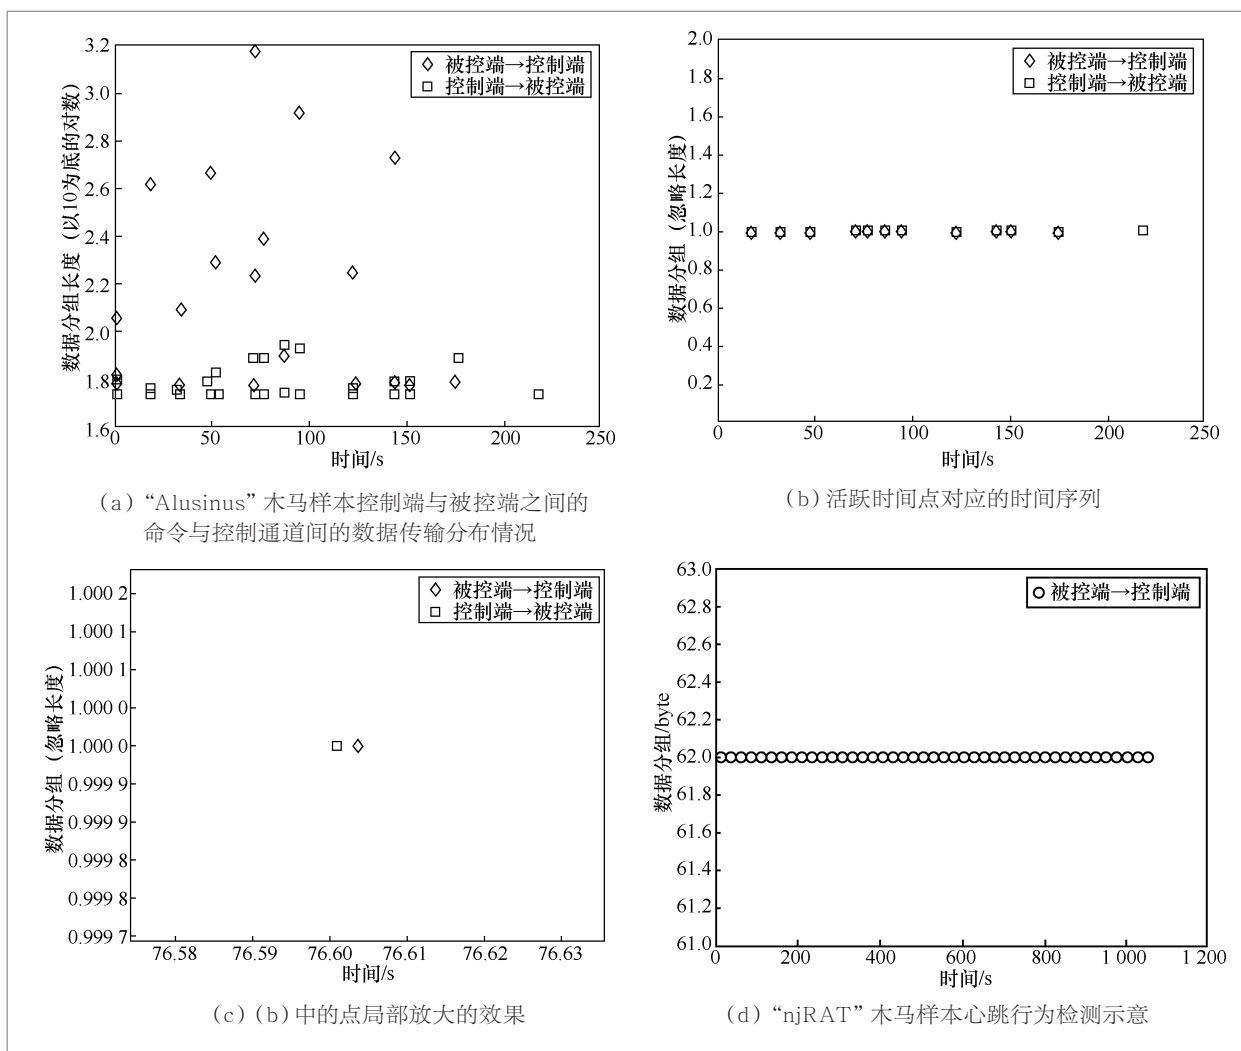 3.2
3.0
2.8
2.6
2.4
2.2
2.0
1.8
1.6
数据分组长度（以10为底的对数）
被控端→控制端
控制端→被控端
0 50 100 150 200 250
时间/s
(a) “Alusinus” 木马样本控制端与被控端之间的
命令与控制通道间的数据传输分布情况
2.0
1.8
1.6
1.4
1.2
1.0
0.8
0.6
0.4
0.2
数据分组（忽略长度）
被控端→控制端
控制端→被控端
0 50 100 150 200 250
时间/s
(b) 活跃时间点对应的时间序列
1.000 2
1.000 1
1.000 1
1.000 0
1.000 0
0.999 9
0.999 9
0.999 8
0.999 8
0.999 7
数据分组（忽略长度）
被控端→控制端
控制端→被控端
76.58 76.59 76.60 76.61 76.62 76.63
时间/s
(c) (b) 中的点局部放大的效果
63.0
62.8
62.6
62.4
62.2
62.0
61.8
61.6
61.4
61.2
61.0
数据分组/byte
被控端→控制端
0 200 400 600 800 1 000 1 200
时间/s
(d) “njRAT” 木马样本心跳行为检测示意